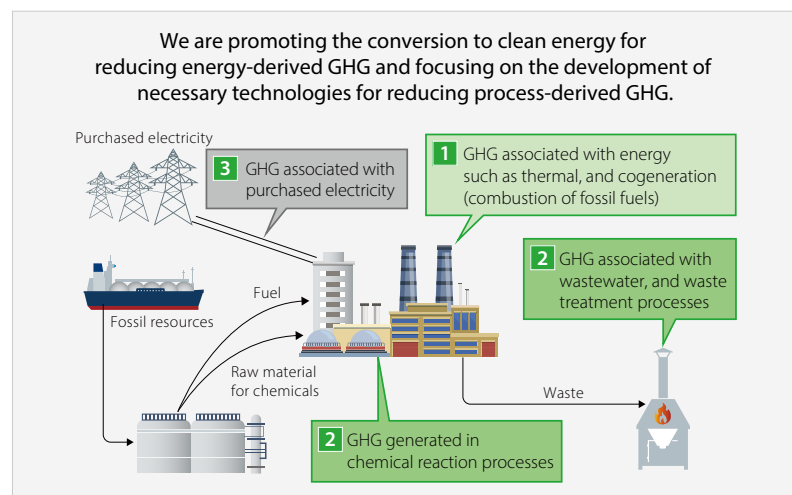 We are promoting the conversion to clean energy for
reducing energy-derived GHG and focusing on the development of
necessary technologies for reducing process-derived GHG.
Purchased electricity
3 GHG associated with
purchased electricity
1 GHG associated with energy
such as thermal, and cogeneration
(combustion of fossil fuels)
2 GHG associated with
wastewater, and waste
treatment processes
Fuel
Fossil resources
Raw material
for chemicals
Waste
2 GHG generated in
chemical reaction processes